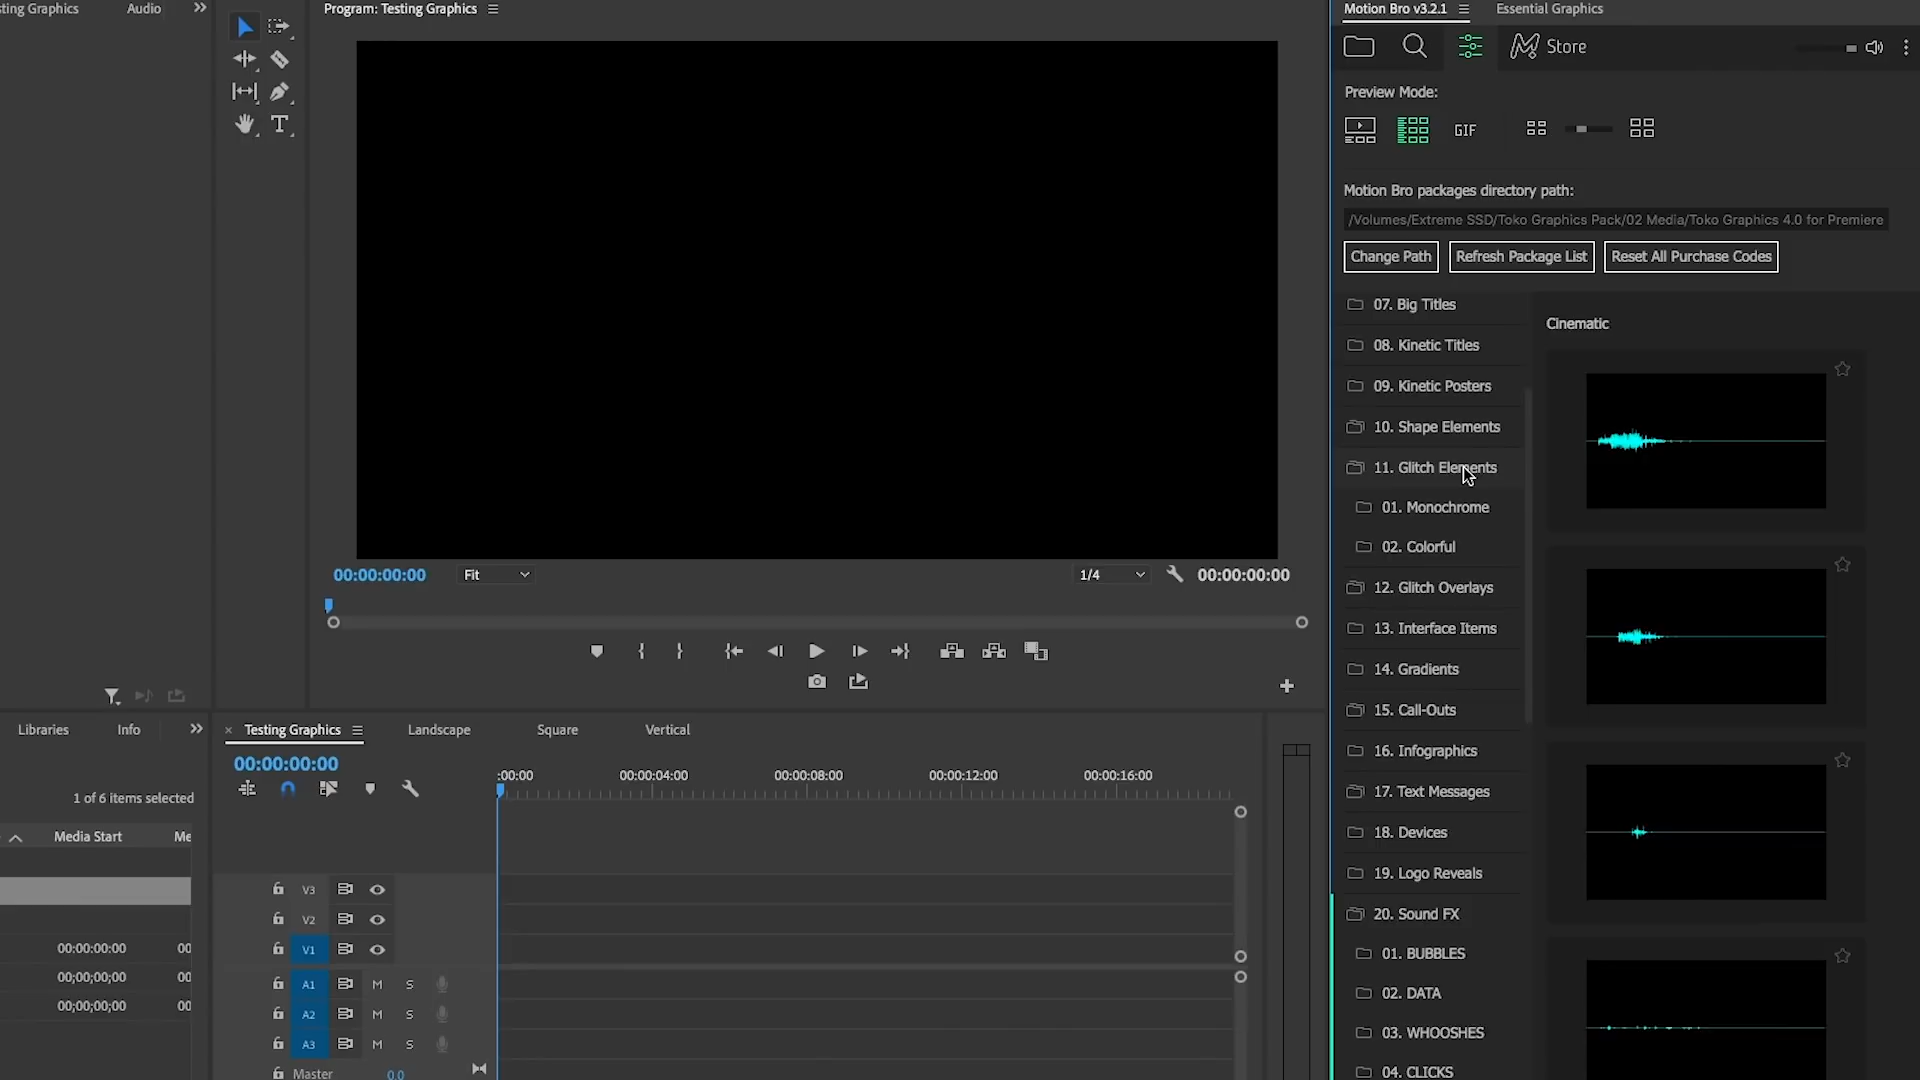 ting Graphics
Audio
Program: Testing Graphics
Motion Bro v3.2.1
Essential Graphics
Store
Preview Mode:
GIF
Motion Bro packages directory path:
/Volumes/Extreme SSD/Toko Graphics Pack/02 Media/Toko Graphics 4.0 for Premiere
Change Path
Refresh Package List
Reset All Purchase Codes
07. Big Titles
08. Kinetic Titles
09. Kinetic Posters
10. Shape Elements
11. Glitch Elements
01. Monochrome
02. Colorful
12. Glitch Overlays
13. Interface Items
14. Gradients
15. Call-Outs
16. Infographics
17. Text Messages
18. Devices
19. Logo Reveals
20. Sound FX
01. BUBBLES
02. DATA
03. WHOOSHES
04. CLICKS
Cinematic
00:00:00:00
Fit
1/4
00:00:00:00
Libraries
Info
1 of 6 items selected
Media Start
Me
00:00:00:00
00
00;00;00;00
00
00;00;00;00
00
Testing Graphics
Landscape
Square
Vertical
00:00:00:00
:00:00
00:00:04:00
00:00:08:00
00:00:12:00
00:00:16:00
V3
V2
V1
A1 M S
A2 M S
A3 M S
Master 0.0